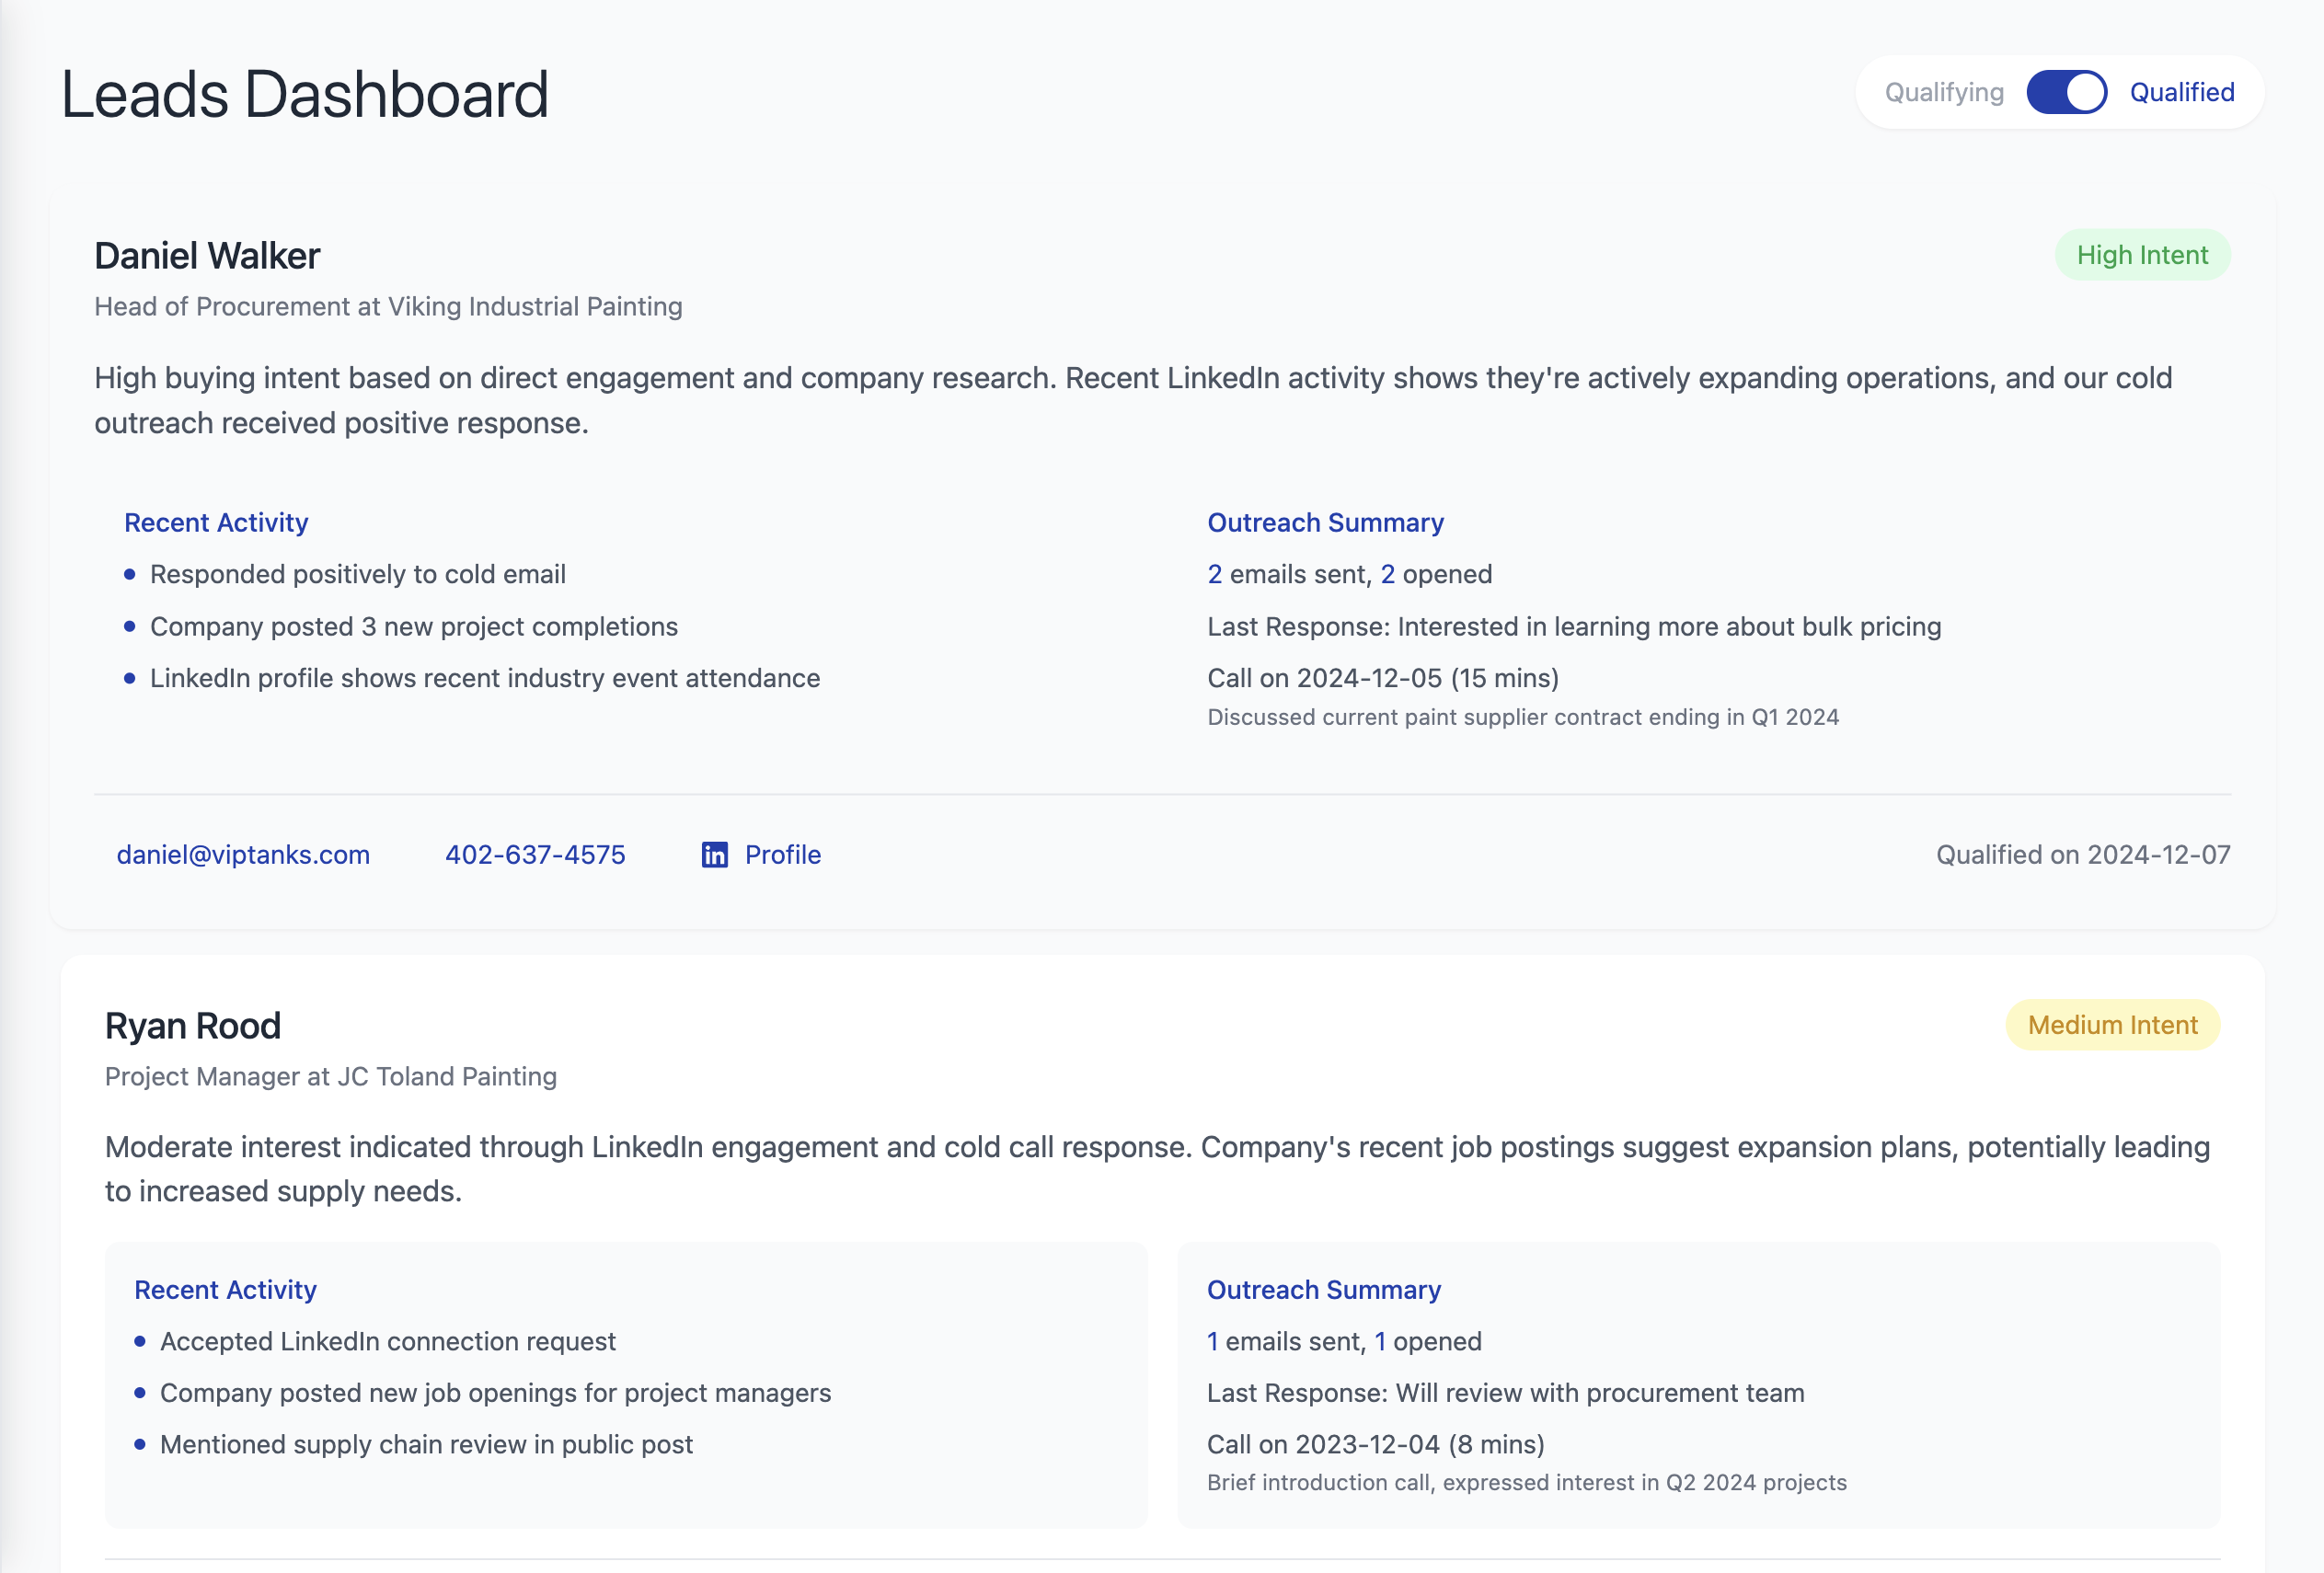 Leads Dashboard
Qualifying
Qualified
Daniel Walker
High Intent
Head of Procurement at Viking Industrial Painting
High buying intent based on direct engagement and company research. Recent LinkedIn activity shows they're actively expanding operations, and our cold
outreach received positive response.
Recent Activity
Responded positively to cold email
Company posted 3 new project completions
LinkedIn profile shows recent industry event attendance
Outreach Summary
2 emails sent, 2 opened
Last Response: Interested in learning more about bulk pricing
Call on 2024-12-05 (15 mins)
Discussed current paint supplier contract ending in Q1 2024
daniel@viptanks.com
402-637-4575
in Profile
Qualified on 2024-12-07
Ryan Rood
Medium Intent
Project Manager at JC Toland Painting
Moderate interest indicated through LinkedIn engagement and cold call response. Company's recent job postings suggest expansion plans, potentially leading
to increased supply needs.
Recent Activity
Accepted LinkedIn connection request
Company posted new job openings for project managers
Mentioned supply chain review in public post
Outreach Summary
1 emails sent, 1 opened
Last Response: Will review with procurement team
Call on 2023-12-04 (8 mins)
Brief introduction call, expressed interest in Q2 2024 projects